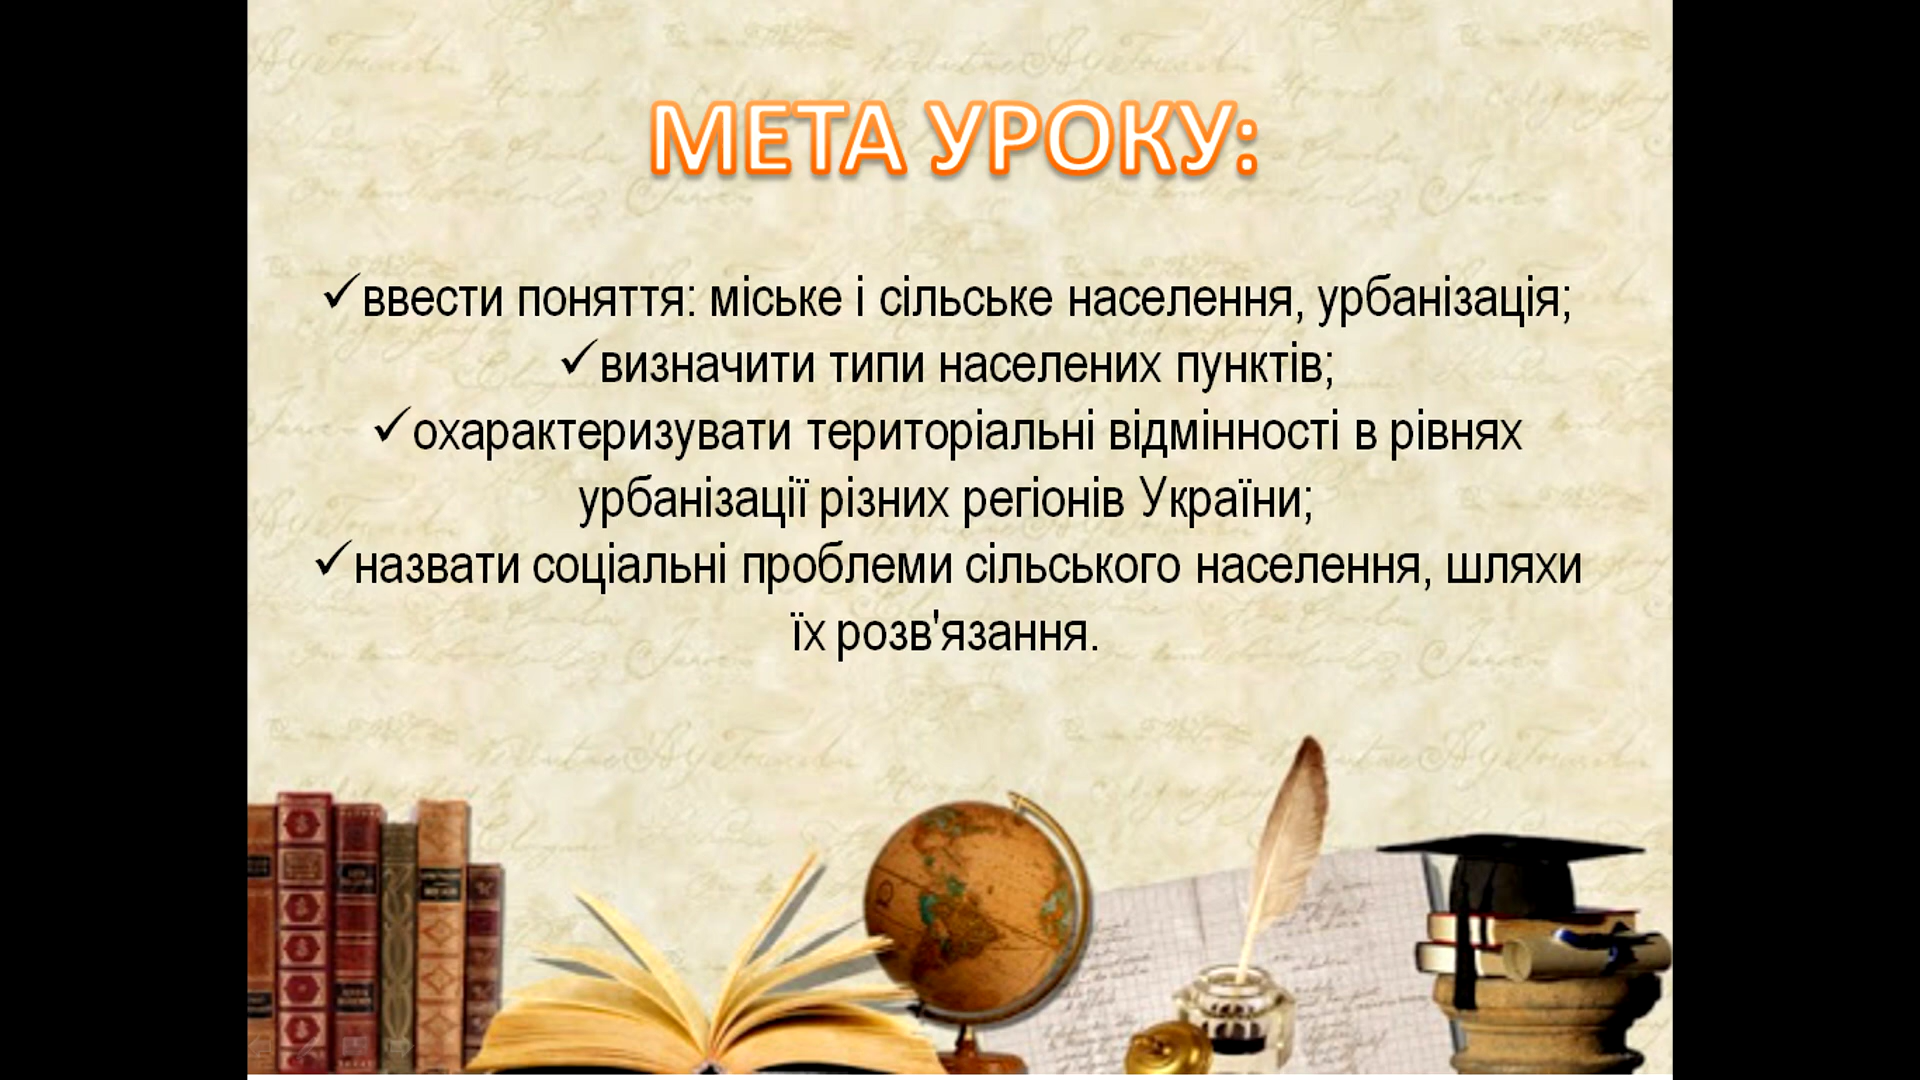 МЕТА УРОКУ:
✓ввести поняття: міське і сільське населення, урбанізація;
✓визначити типи населених пунктів;
✓охарактеризувати територіальні відмінності в рівнях
урбанізації різних регіонів України;
✓назвати соціальні проблеми сільського населення, шляхи
їх розв'язання.